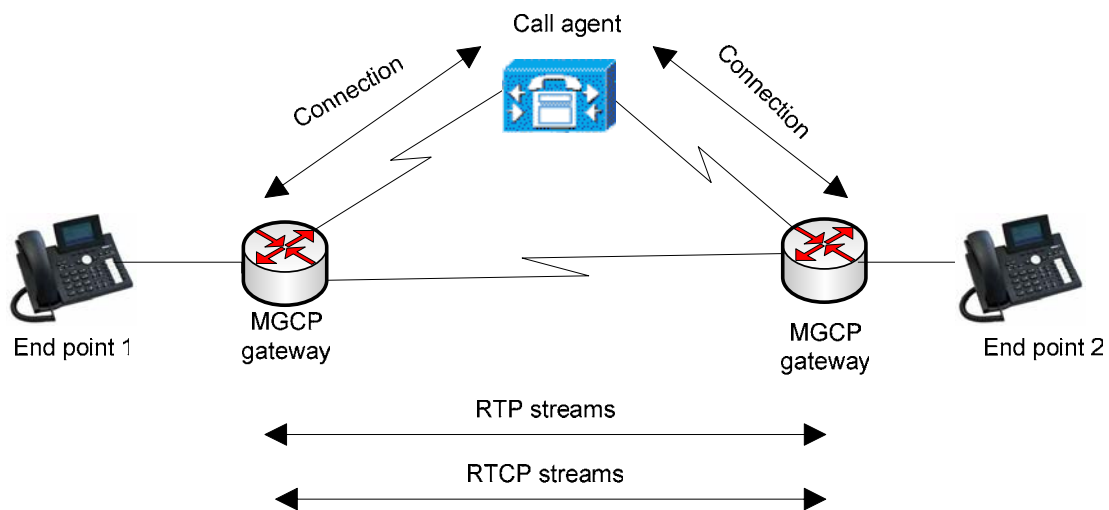 Call agent
Connection
Connection
MGCP
gateway
MGCP
gateway
End point 1
End point 2
RTP streams
RTCP streams